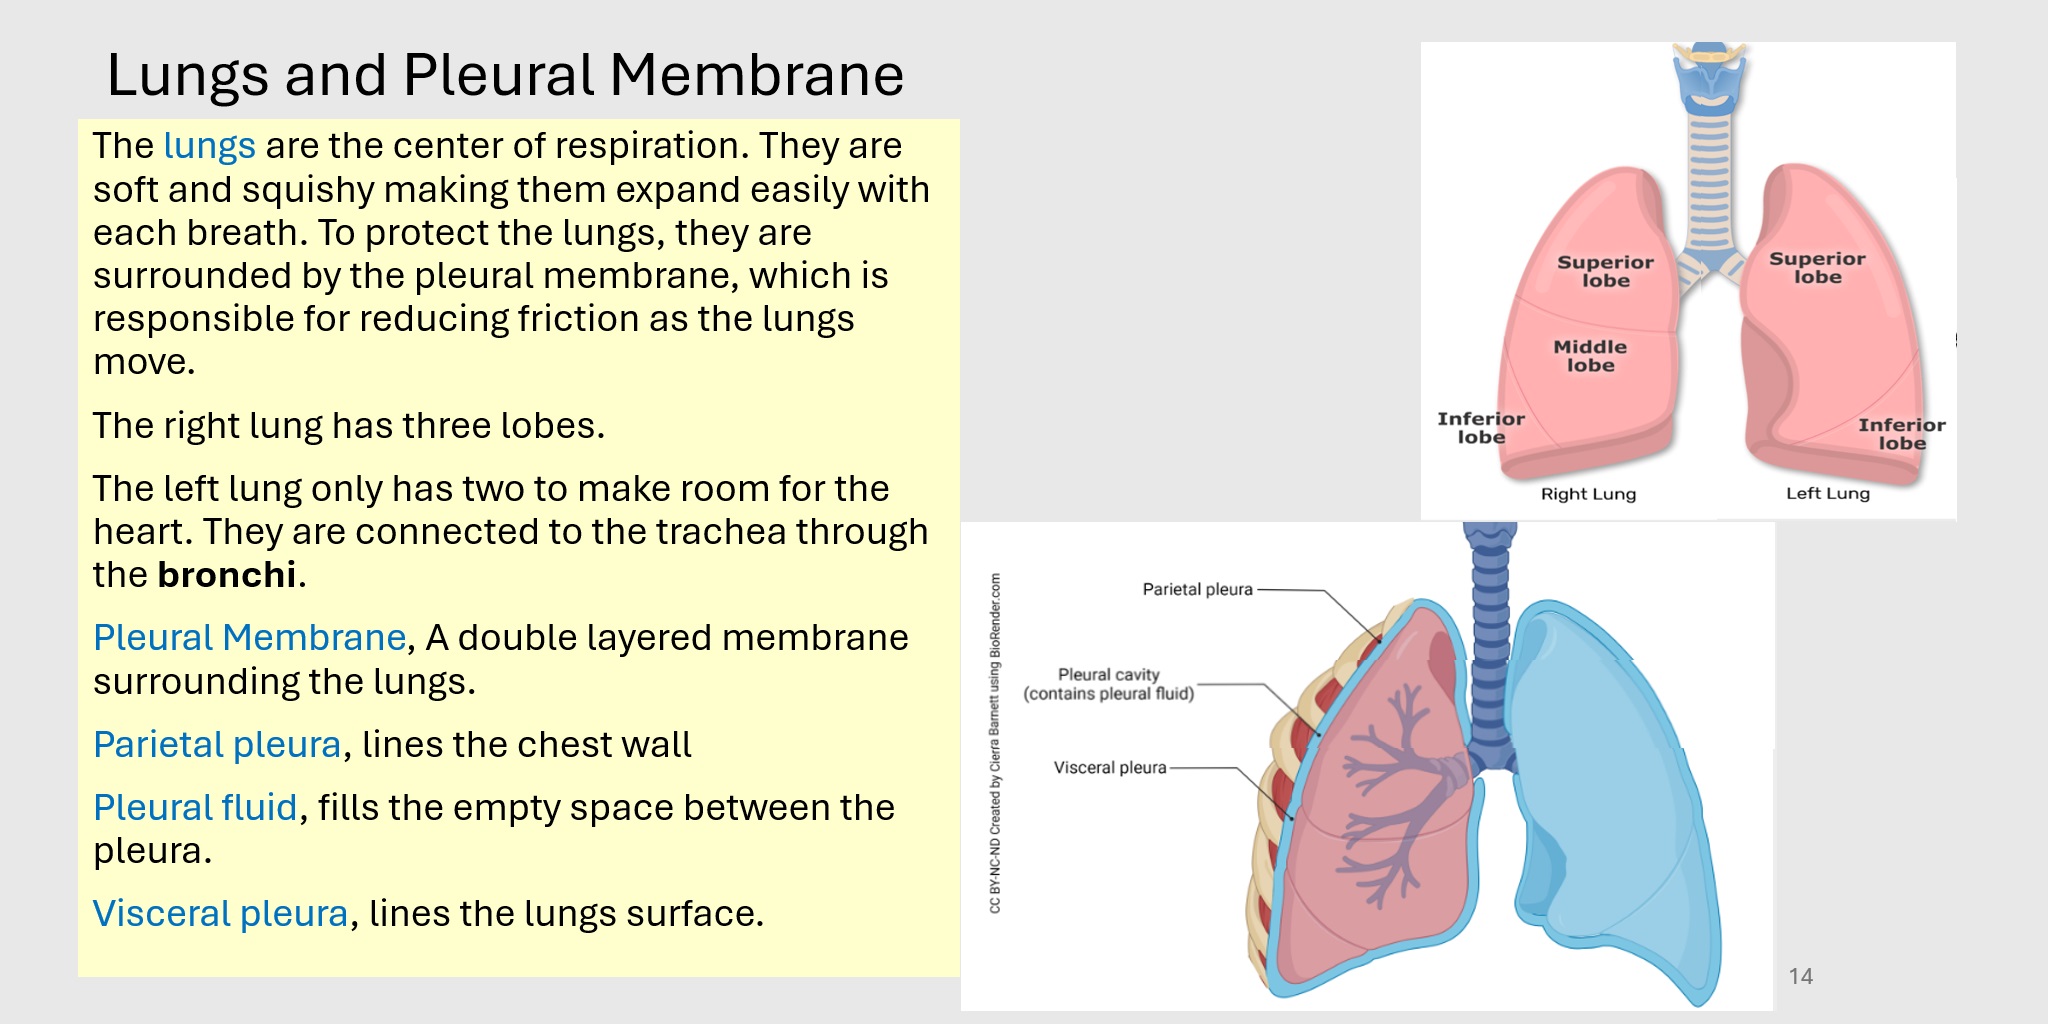 Lungs and Pleural Membrane
The lungs are the center of respiration. They are
soft and squishy making them expand easily with
each breath. To protect the lungs, they are
surrounded by the pleural membrane, which is
responsible for reducing friction as the lungs
move.
The right lung has three lobes.
The left lung only has two to make room for the
heart. They are connected to the trachea through
the bronchi.
Pleural Membrane, A double layered membrane
surrounding the lungs.
Parietal pleura, lines the chest wall
Pleural fluid, fills the empty space between the
pleura.
Visceral pleura, lines the lungs surface.
Superior
lobe
Superior
lobe
Middle
lobe
Inferior
lobe
Inferior
lobe
Right Lung
Left Lung
Parietal pleura
Pleural cavity
(contains pleural fluid)
Visceral pleura
CC BY-NC-ND Created by Cierra Barnett using BioRender.com
14